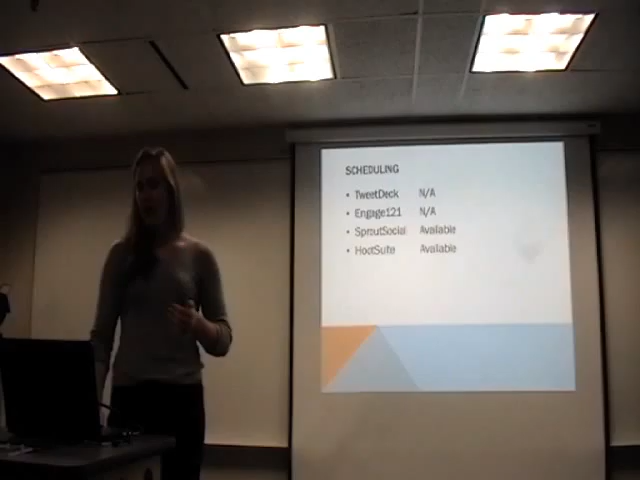 SCHEDULING
• TweetDeck N/A
• Engage121 N/A
• SproutSocial Available
• HootSuite Available